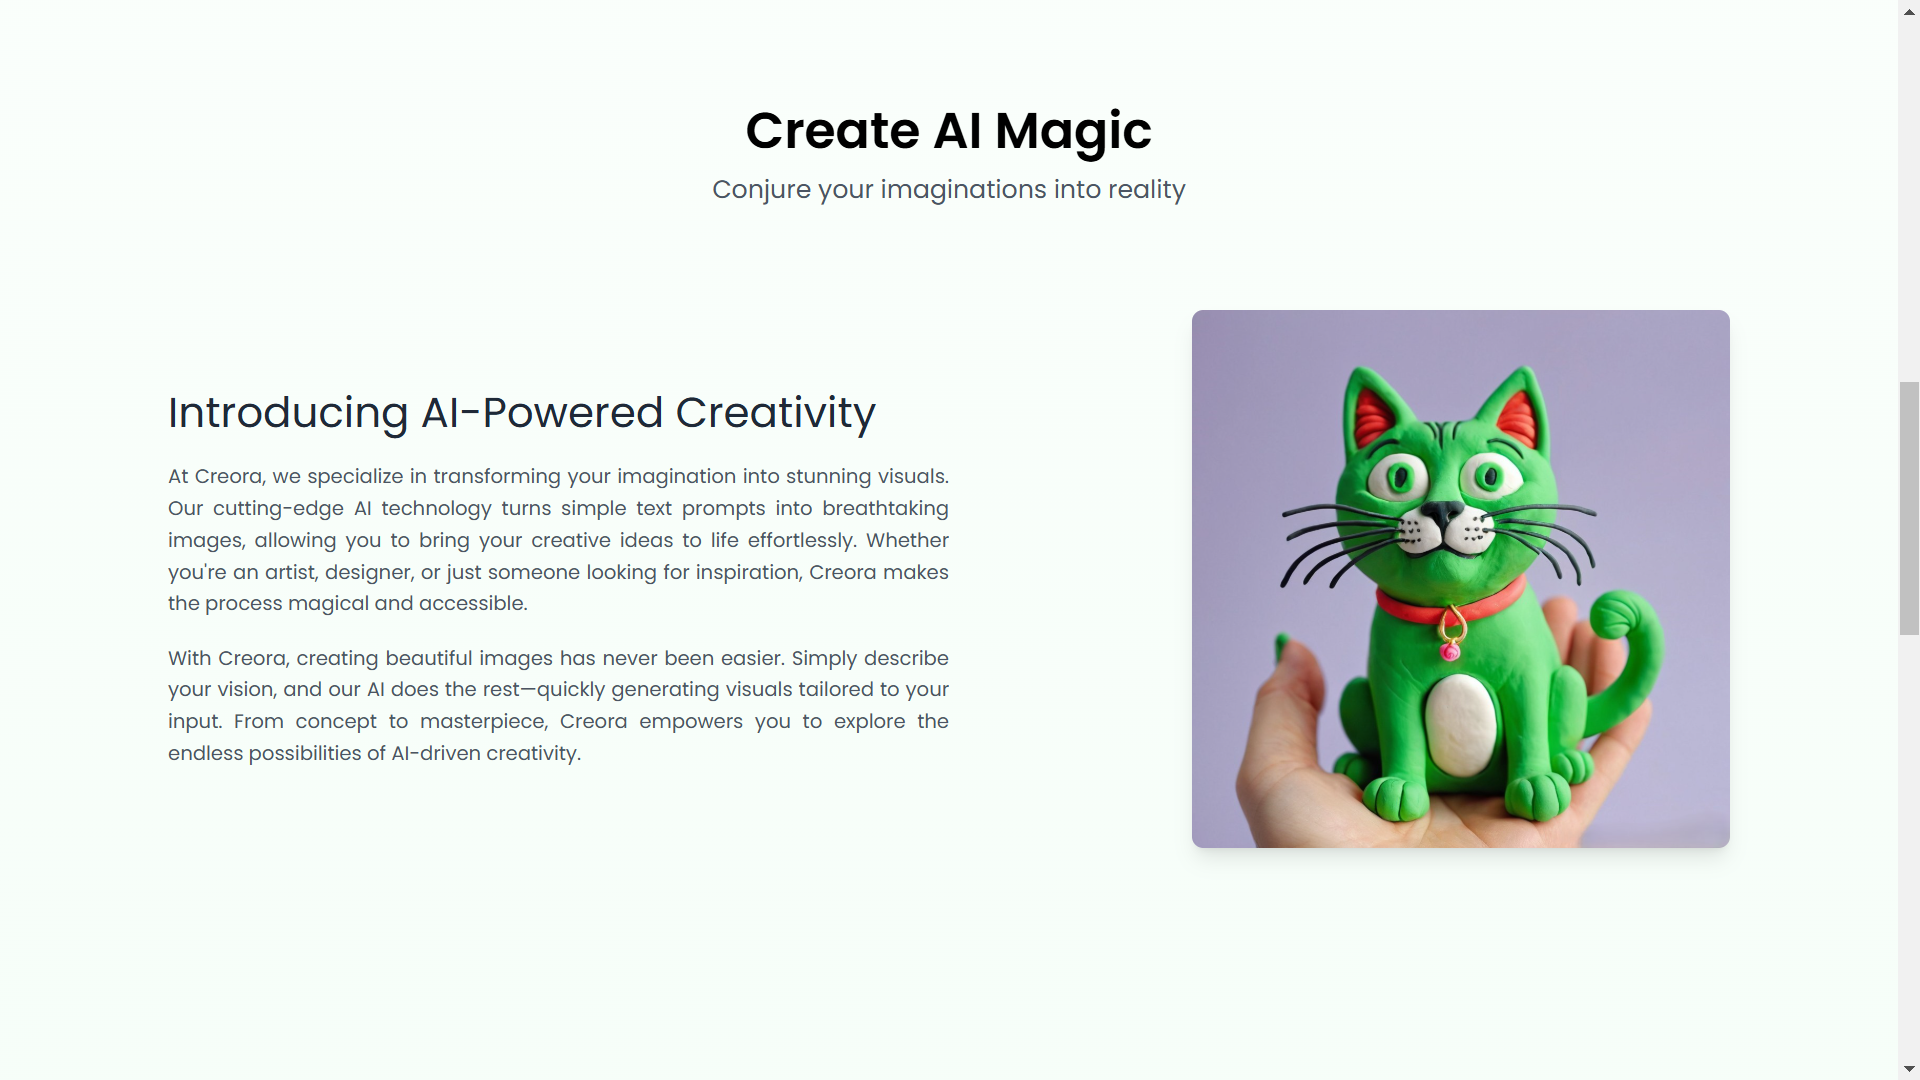 Create AI Magic
Conjure your imaginations into reality
Introducing AI-Powered Creativity
At Creora, we specialize in transforming your imagination into stunning visuals.
Our cutting-edge AI technology turns simple text prompts into breathtaking
images, allowing you to bring your creative ideas to life effortlessly. Whether
you're an artist, designer, or just someone looking for inspiration, Creora makes
the process magical and accessible.
With Creora, creating beautiful images has never been easier. Simply describe
your vision, and our AI does the rest—quickly generating visuals tailored to your
input. From concept to masterpiece, Creora empowers you to explore the
endless possibilities of AI-driven creativity.